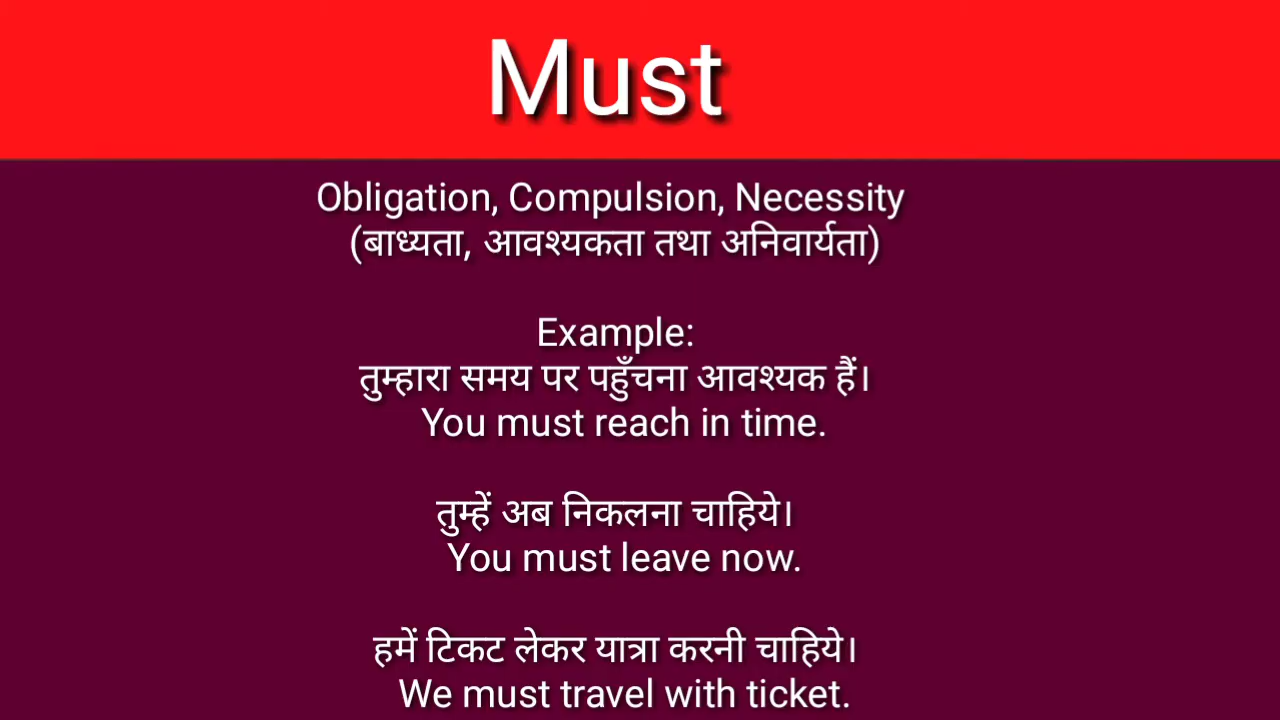 Must
Obligation, Compulsion, Necessity
(बाध्यता, आवश्यकता तथा अनिवार्यता)
Example:
तुम्हारा समय पर पहुँचना आवश्यक हैं।
You must reach in time.
तुम्हें अब निकलना चाहिये।
You must leave now.
हमें टिकट लेकर यात्रा करनी चाहिये।
We must travel with ticket.